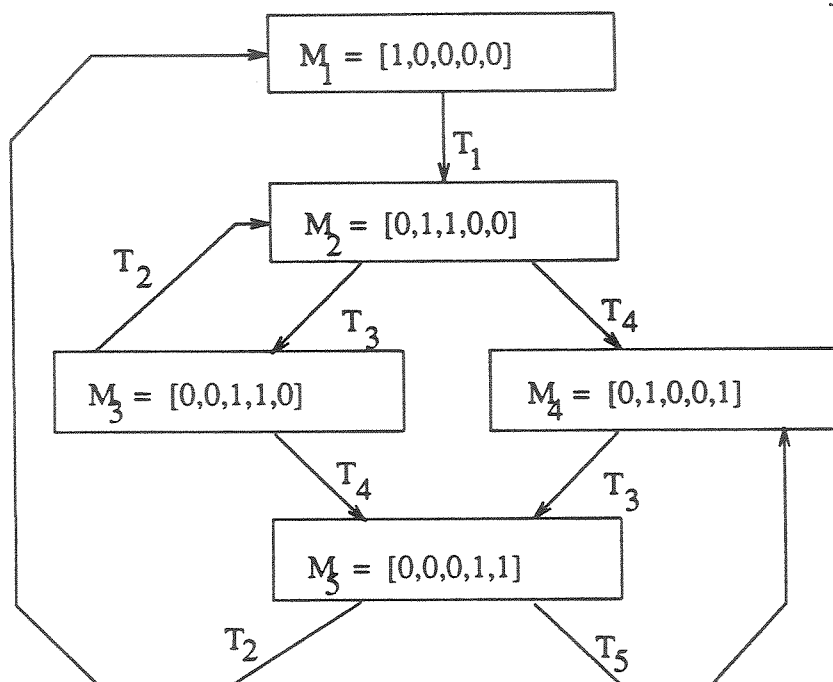 M1 = [1,0,0,0,0]
T1
M2 = [0,1,1,0,0]
T2
T3
T4
M3 = [0,0,1,1,0]
M4 = [0,1,0,0,1]
T4
T3
M5 = [0,0,0,1,1]
T2
T5